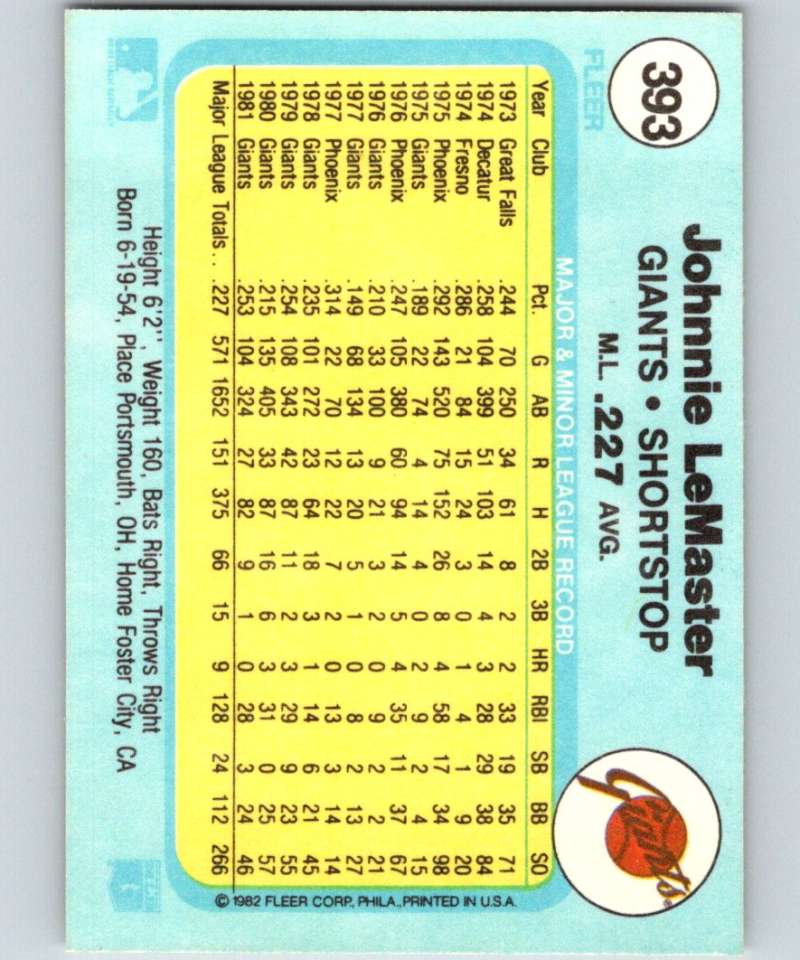 393
FLEER
Johnnie LeMaster
GIANTS • SHORTSTOP
M.L. .227 AVG.
Giants
MAJOR & MINOR LEAGUE RECORD
Year Club Pct. G AB R H 2B 3B HR RBI SB BB SO
1973 Great Falls .244 70 250 34 61 8 2 2 33 19 35 71
1974 Decatur .258 104 399 51 103 14 4 3 28 29 38 84
1974 Fresno .286 21 84 15 24 3 0 1 4 1 9 20
1975 Phoenix .292 143 520 75 152 26 8 4 58 17 34 98
1975 Giants .189 22 74 4 14 4 0 2 9 2 4 15
1976 Phoenix .247 105 380 60 94 14 5 4 35 11 37 67
1976 Giants .210 33 100 9 21 3 2 0 9 2 2 21
1977 Giants .149 68 134 13 20 5 1 0 8 2 13 27
1977 Phoenix .314 22 70 12 22 7 2 0 13 3 14 14
1978 Giants .235 101 272 23 64 18 3 1 14 6 21 45
1979 Giants .254 108 343 42 87 11 2 3 29 9 23 55
1980 Giants .215 135 405 33 87 16 6 3 31 0 25 57
1981 Giants .253 104 324 27 82 9 1 0 28 3 24 46
Major League Totals . . .227 571 1652 151 375 66 15 9 128 24 112 266
Height 6'2", Weight 160, Bats Right, Throws Right
Born 6-19-54, Place Portsmouth, OH, Home Foster City, CA
© 1982 FLEER CORP., PHILA., PRINTED IN U.S.A.